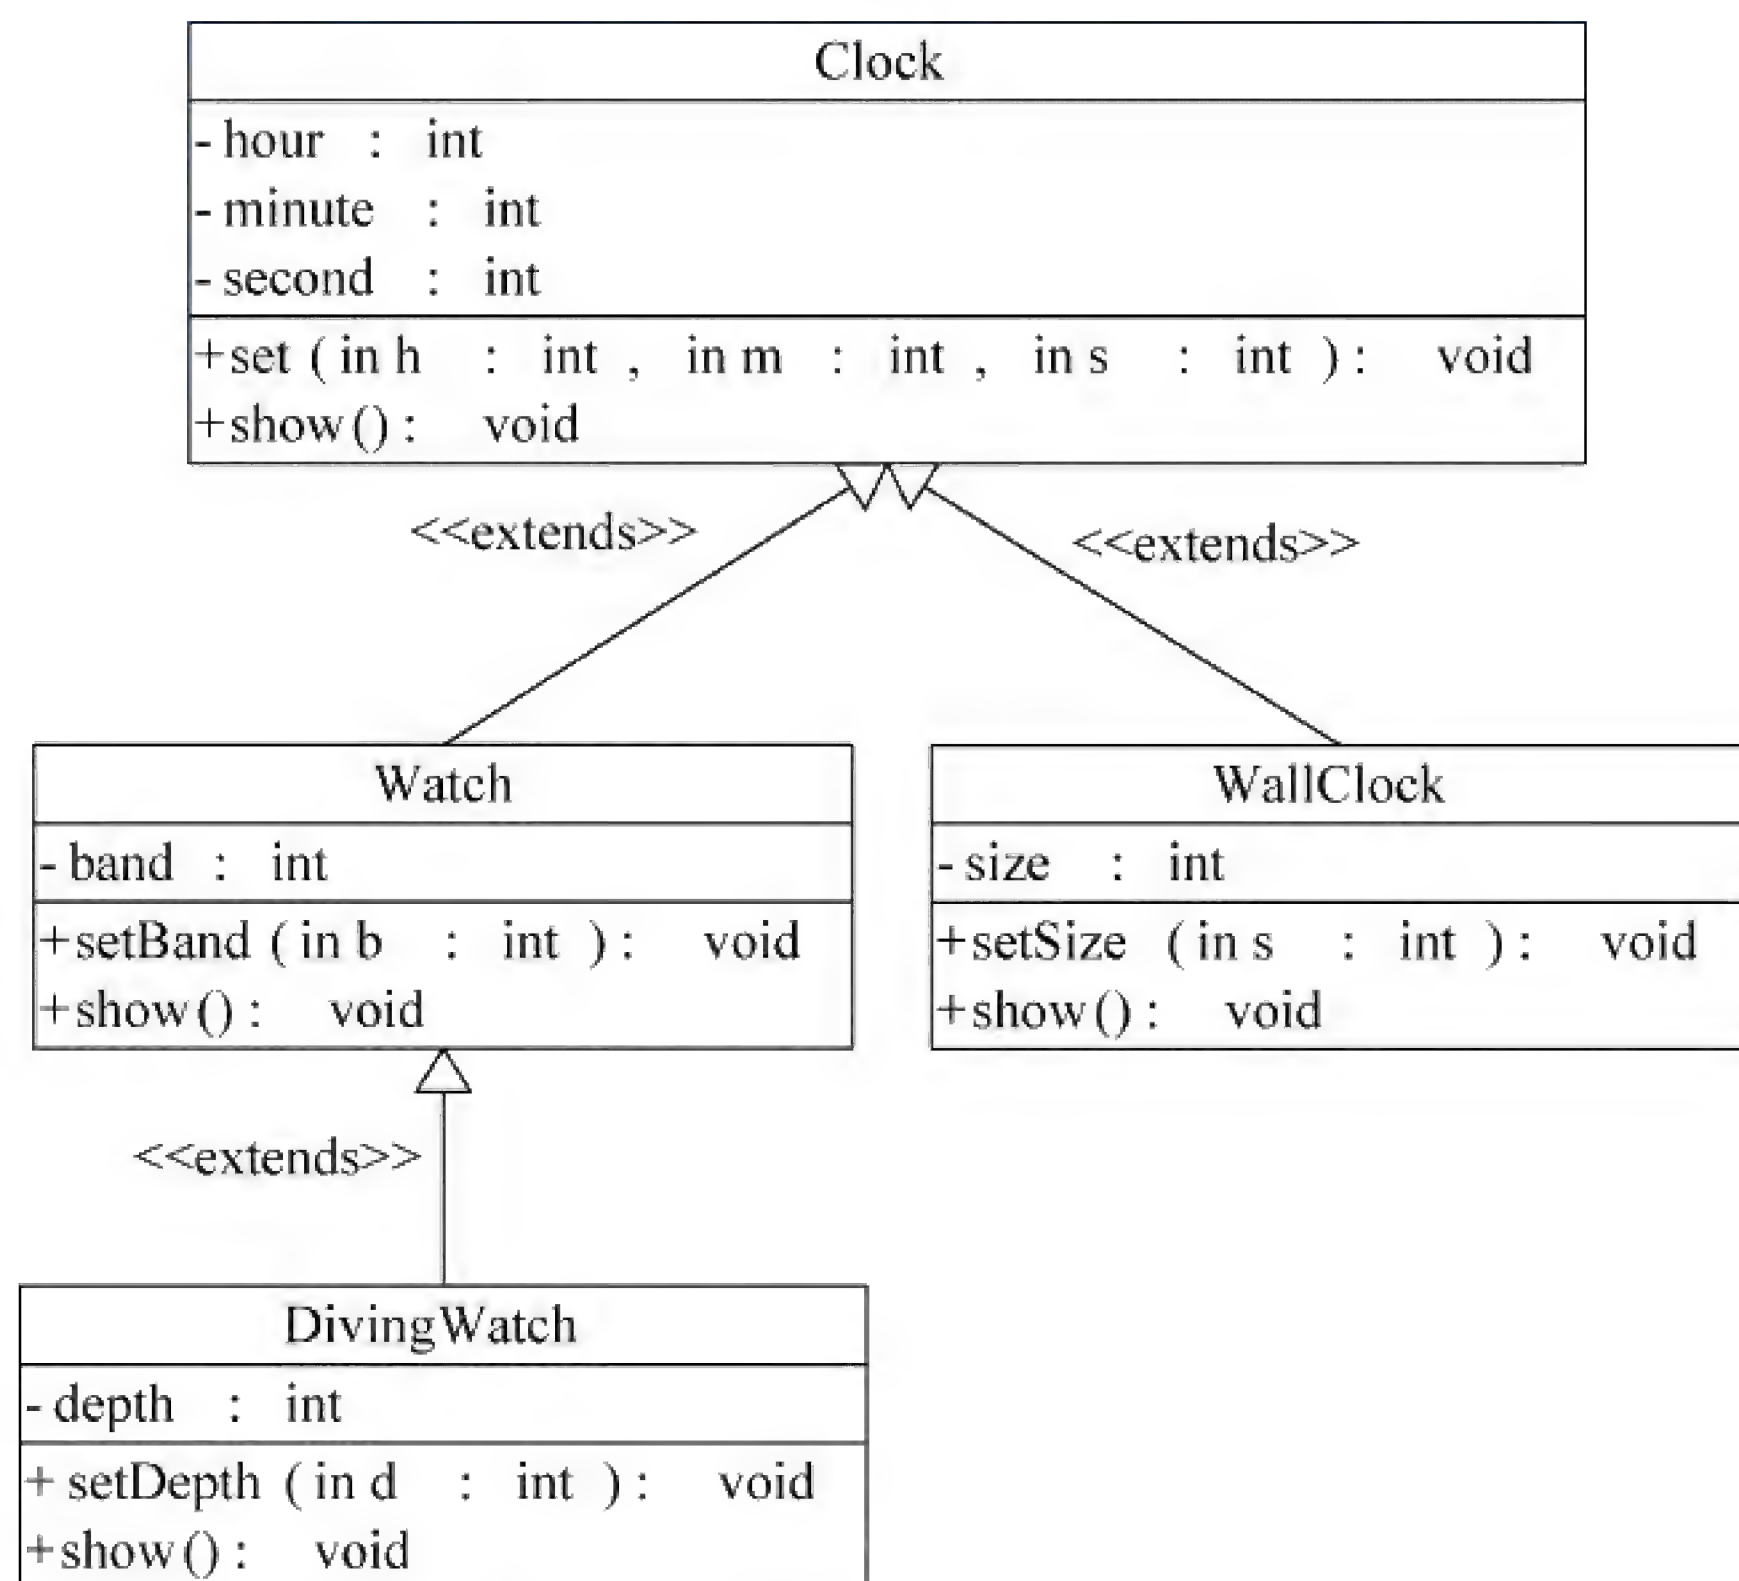 Clock
- hour : int
- minute : int
- second : int
+set ( in h : int , in m : int , in s : int ) : void
+show() : void
<<extends>>
<<extends>>
Watch
- band : int
+setBand ( in b : int ) : void
+show() : void
WallClock
- size : int
+setSize ( in s : int ) : void
+show() : void
<<extends>>
DivingWatch
- depth : int
+ setDepth ( in d : int ) : void
+show() : void